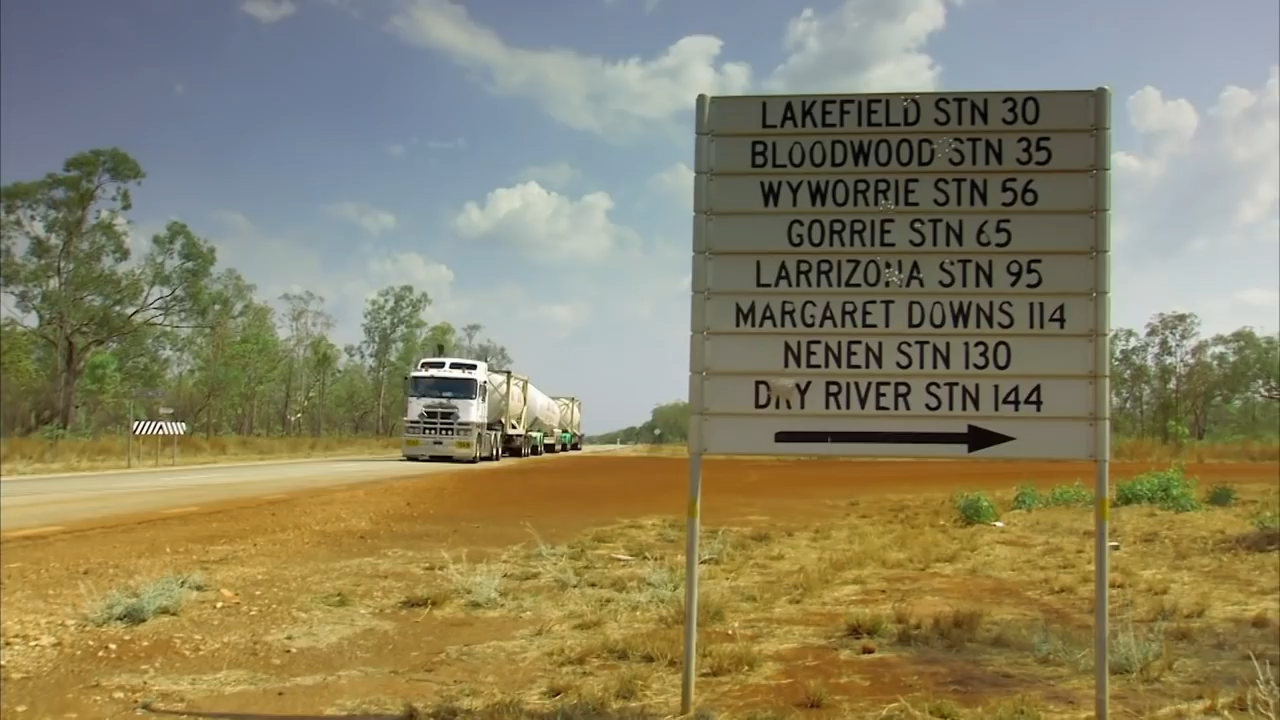 LAKEFIELD STN 30
BLOODWOOD STN 35
WYWORRIE STN 56
GORRIE STN 65
LARRIZONA STN 95
MARGARET DOWNS 114
NENEN STN 130
DRY RIVER STN 144